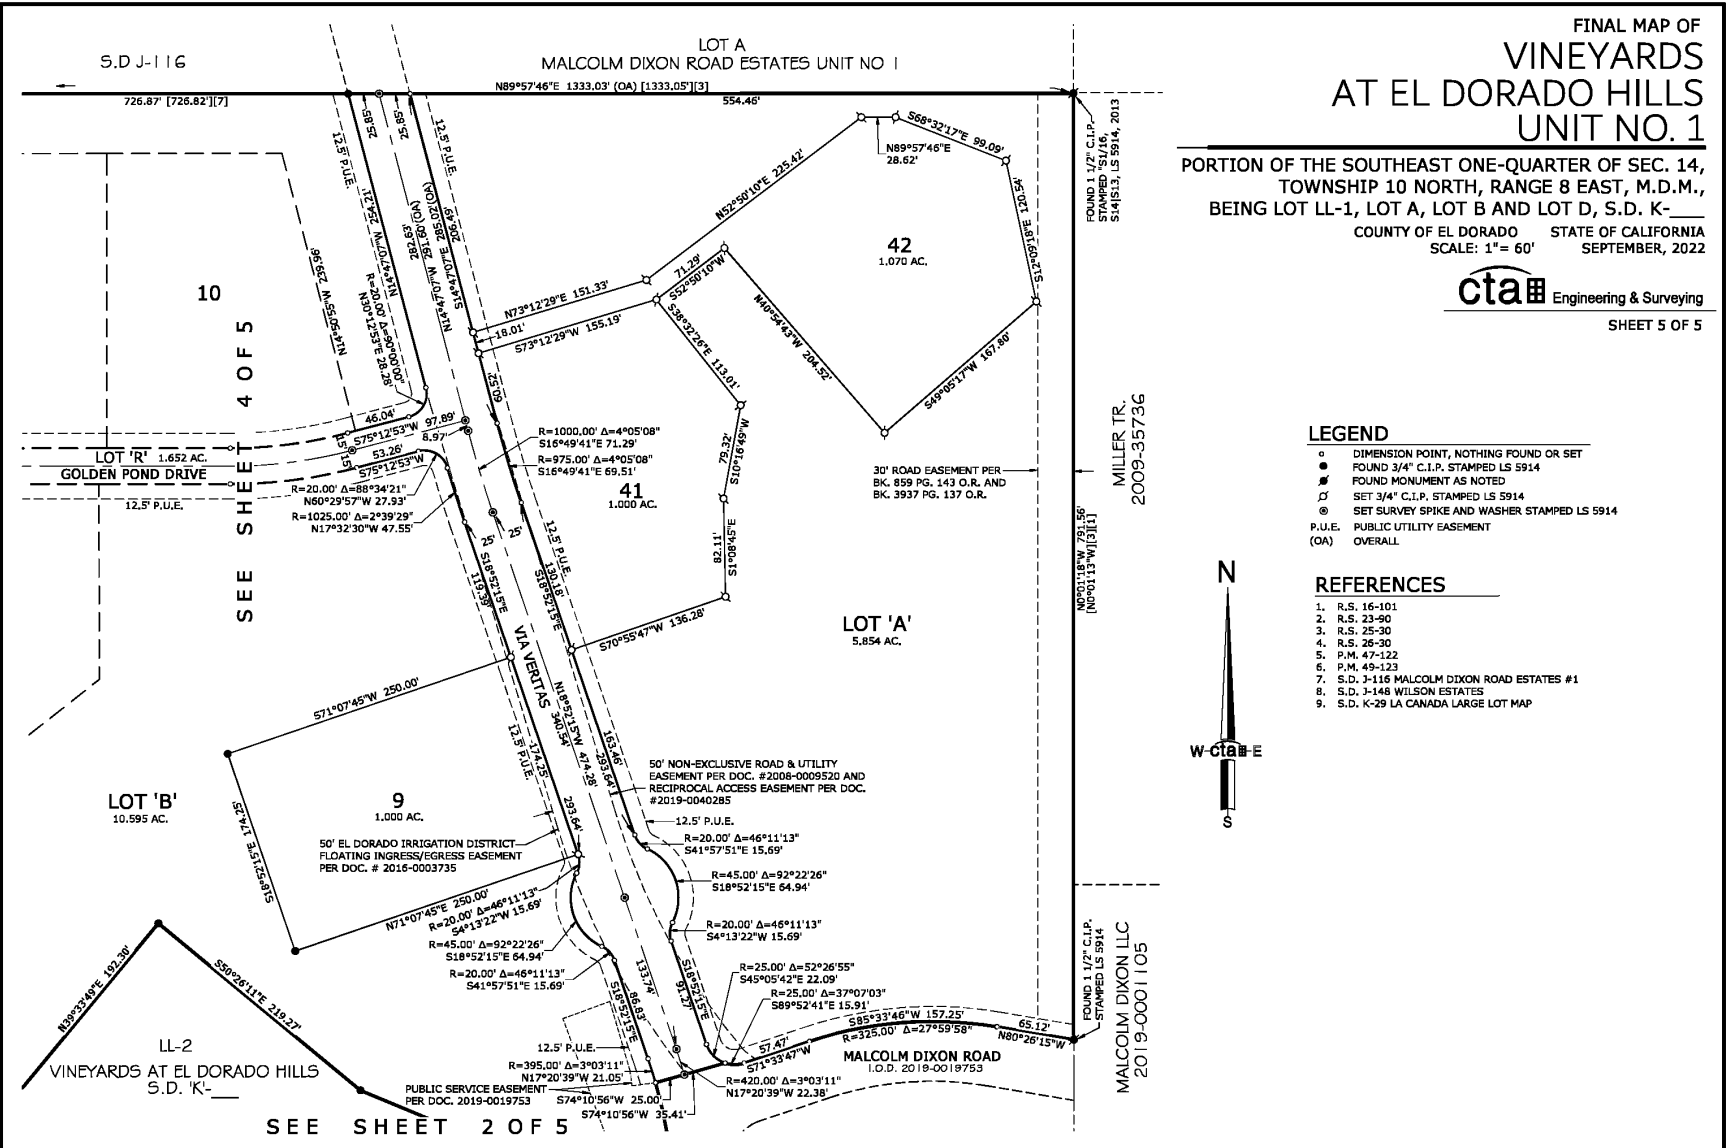 FINAL MAP OF
VINEYARDS
AT EL DORADO HILLS
UNIT NO. 1
PORTION OF THE SOUTHEAST ONE-QUARTER OF SEC. 14,
TOWNSHIP 10 NORTH, RANGE 8 EAST, M.D.M.,
BEING LOT LL-1, LOT A, LOT B AND LOT D, S.D. K-___
COUNTY OF EL DORADO STATE OF CALIFORNIA
SCALE: 1"= 60' SEPTEMBER, 2022
cta Engineering & Surveying
SHEET 5 OF 5
LEGEND
DIMENSION POINT, NOTHING FOUND OR SET
FOUND 3/4" C.I.P. STAMPED LS 5914
FOUND MONUMENT AS NOTED
SET 3/4" C.I.P. STAMPED LS 5914
SET SURVEY SPIKE AND WASHER STAMPED LS 5914
P.U.E. PUBLIC UTILITY EASEMENT
(OA) OVERALL
REFERENCES
1. R.S. 16-101
2. R.S. 23-90
3. R.S. 25-30
4. R.S. 26-30
5. P.M. 47-122
6. P.M. 49-123
7. S.D. J-116 MALCOLM DIXON ROAD ESTATES #1
8. S.D. J-148 WILSON ESTATES
9. S.D. K-29 LA CANADA LARGE LOT MAP
N
W cta E
S
S.D J-116
LOT A
MALCOLM DIXON ROAD ESTATES UNIT NO 1
N89°57'46"E 1333.03' (OA) [1333.05'][3]
726.87' [726.82'][7]
554.46'
25.85'
25.85'
12.5' P.U.E.
12.5' P.U.E.
N14°47'07"W 254.21'
282.63'
N14°47'07"W 291.60'(OA)
S14°47'07"E 285.02'(OA)
206.49'
R=20.00' Δ=90°00'00"
N30°12'53"E 28.28'
N14°50'55"W 239.96'
10
SEE SHEET 4 OF 5
N52°50'10"E 225.42'
N89°57'46"E
28.62'
S68°32'17"E 99.09'
S12°09'18"E 120.54'
42
1.070 AC.
71.29'
S52°50'10"W
N73°12'29"E 151.33'
18.01'
S73°12'29"W 155.19'
N40°54'43"W 204.52'
S49°05'17"W 167.80'
S38°32'26"E 113.01'
60.52'
79.32'
S10°16'49"W
82.11'
S1°08'45"E
S70°55'47"W 136.28'
FOUND 1 1/2" C.I.P.
STAMPED "S1/16,
S14|S13, LS 5914, 2013
MILLER TR.
2009-35736
30' ROAD EASEMENT PER
BK. 859 PG. 143 O.R. AND
BK. 3937 PG. 137 O.R.
N0°01'18"W 791.56'
[N0°01'13"W][3][1]
46.04'
S75°12'53"W 97.89'
8.97'
15' 15'
53.26'
S75°12'53"W
LOT 'R' 1.652 AC.
GOLDEN POND DRIVE
12.5' P.U.E.
R=20.00' Δ=88°34'21"
N60°29'57"W 27.93'
R=1025.00' Δ=2°39'29"
N17°32'30"W 47.55'
R=1000.00' Δ=4°05'08"
S16°49'41"E 71.29'
R=975.00' Δ=4°05'08"
S16°49'41"E 69.51'
41
1.000 AC.
25'
25'
12.5' P.U.E.
130.18'
S18°52'15"E
S18°52'15"E
119.39'
VIA VERITAS
LOT 'A'
5.854 AC.
S71°07'45"W 250.00'
12.5' P.U.E.
174.25'
293.64'
N18°52'15"W 474.28'
340.54'
163.46'
293.64'
50' NON-EXCLUSIVE ROAD & UTILITY
EASEMENT PER DOC. #2008-0009520 AND
RECIPROCAL ACCESS EASEMENT PER DOC.
#2019-0040285
12.5' P.U.E.
LOT 'B'
10.595 AC.
S18°52'15"E 174.25'
9
1.000 AC.
50' EL DORADO IRRIGATION DISTRICT
FLOATING INGRESS/EGRESS EASEMENT
PER DOC. # 2016-0003735
N71°07'45"E 250.00'
R=20.00' Δ=46°11'13"
S4°13'22"W 15.69'
R=45.00' Δ=92°22'26"
S18°52'15"E 64.94'
R=20.00' Δ=46°11'13"
S41°57'51"E 15.69'
R=20.00' Δ=46°11'13"
S41°57'51"E 15.69'
R=45.00' Δ=92°22'26"
S18°52'15"E 64.94'
R=20.00' Δ=46°11'13"
S4°13'22"W 15.69'
133.74'
S18°52'15"E
91.27'
S18°52'15"E
86.83'
R=25.00' Δ=52°26'55"
S45°05'42"E 22.09'
R=25.00' Δ=37°07'03"
S89°52'41"E 15.91'
57.47'
S71°33'47"W
S85°33'46"W 157.25'
R=325.00' Δ=27°59'58"
65.12'
N80°26'15"W
MALCOLM DIXON ROAD
I.O.D. 2019-0019753
FOUND 1 1/2" C.I.P.
STAMPED LS 5914
MALCOLM DIXON LLC
2019-0001105
N39°33'49"E 192.30'
S50°26'11"E 219.27'
LL-2
VINEYARDS AT EL DORADO HILLS
S.D. 'K'-___
12.5' P.U.E.
R=395.00' Δ=3°03'11"
N17°20'39"W 21.05'
PUBLIC SERVICE EASEMENT
PER DOC. 2019-0019753
S74°10'56"W 25.00'
S74°10'56"W 35.41'
R=420.00' Δ=3°03'11"
N17°20'39"W 22.38'
SEE SHEET 2 OF 5